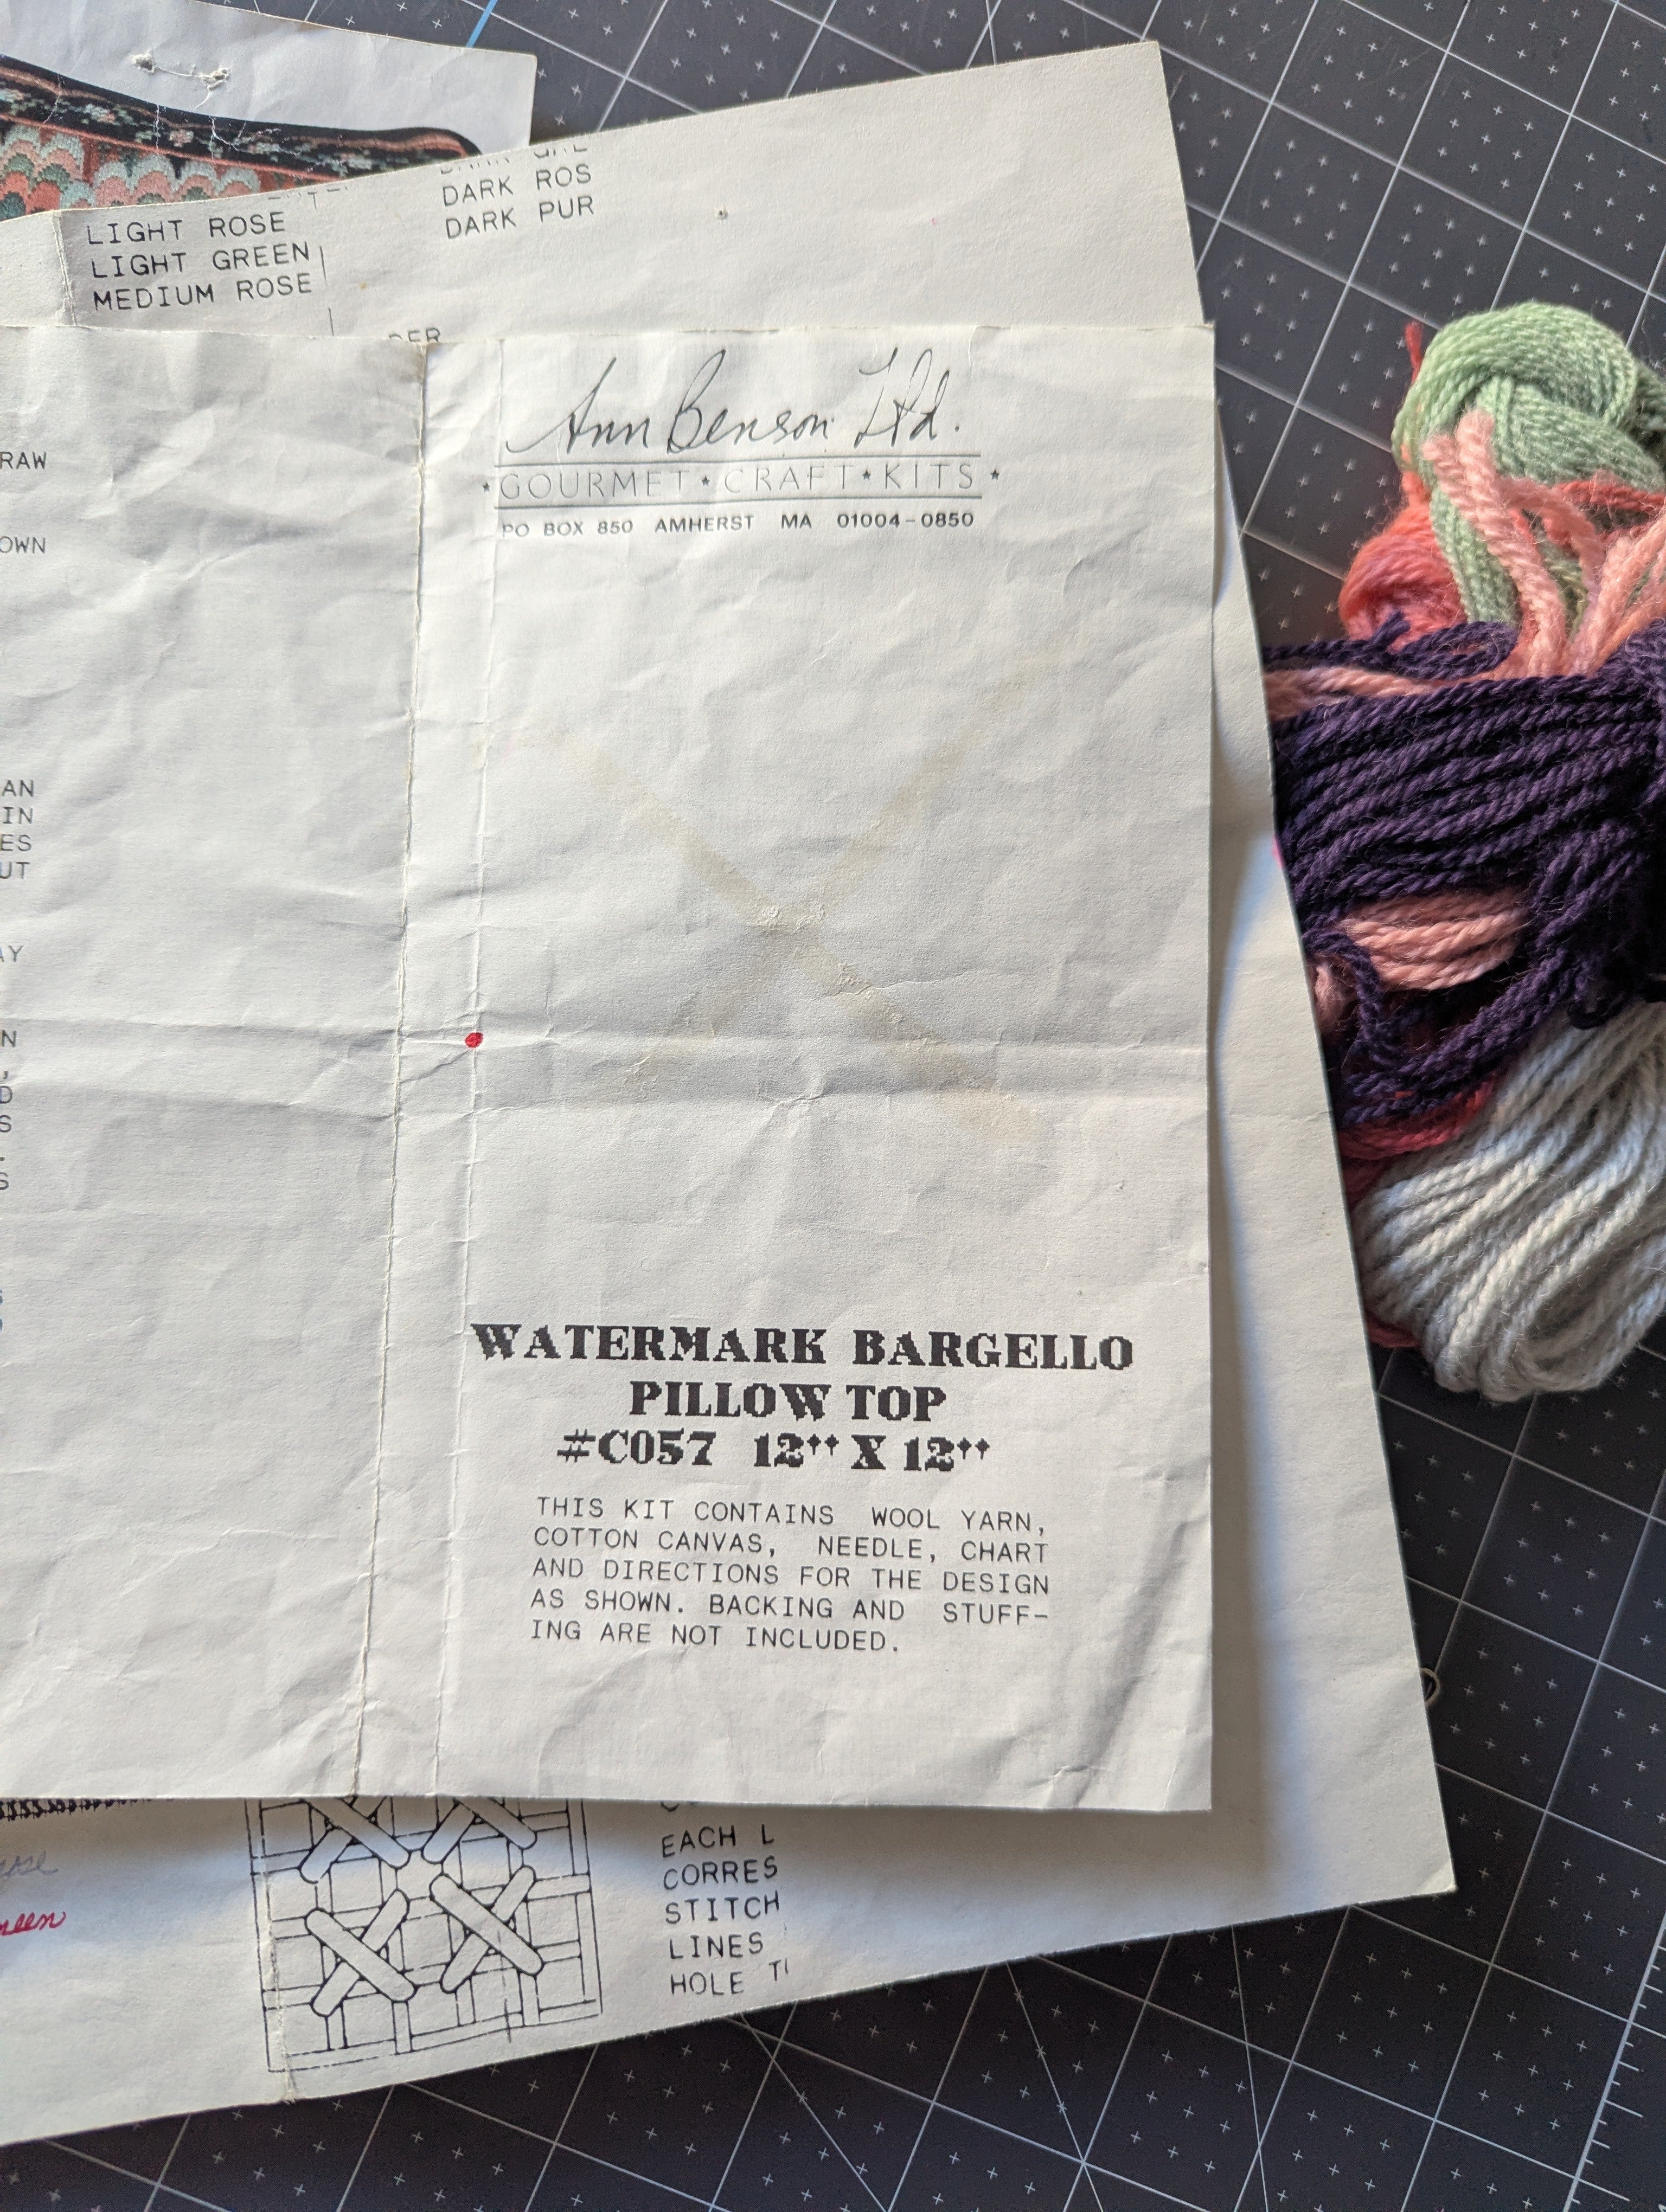 DARK ROS
DARK PUR
LIGHT ROSE
LIGHT GREEN
MEDIUM ROSE
DER
Ann Benson Ltd.
★GOURMET★CRAFT★KITS★
PO BOX 850 AMHERST MA 01004-0850
RAW
OWN
AN
IN
ES
UT
AY
N
,
D
S
.
S
WATERMARK BARGELLO
PILLOW TOP
#C057 12" X 12"
THIS KIT CONTAINS WOOL YARN,
COTTON CANVAS, NEEDLE, CHART
AND DIRECTIONS FOR THE DESIGN
AS SHOWN. BACKING AND STUFF-
ING ARE NOT INCLUDED.
EACH L
CORRES
STITCH
LINES
HOLE